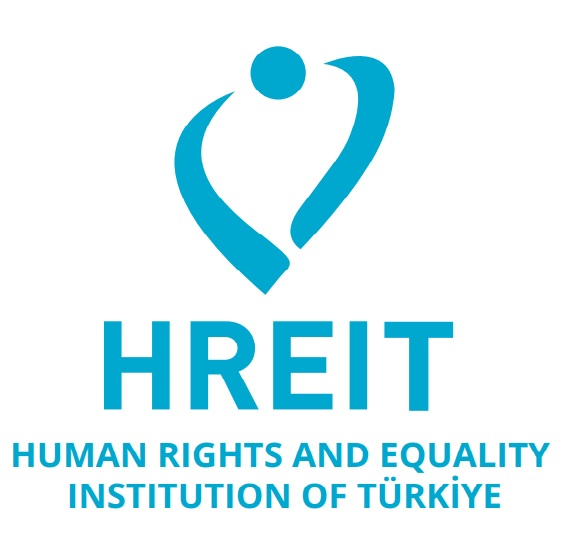 HREIT
HUMAN RIGHTS AND EQUALITY
INSTITUTION OF TÜRKİYE